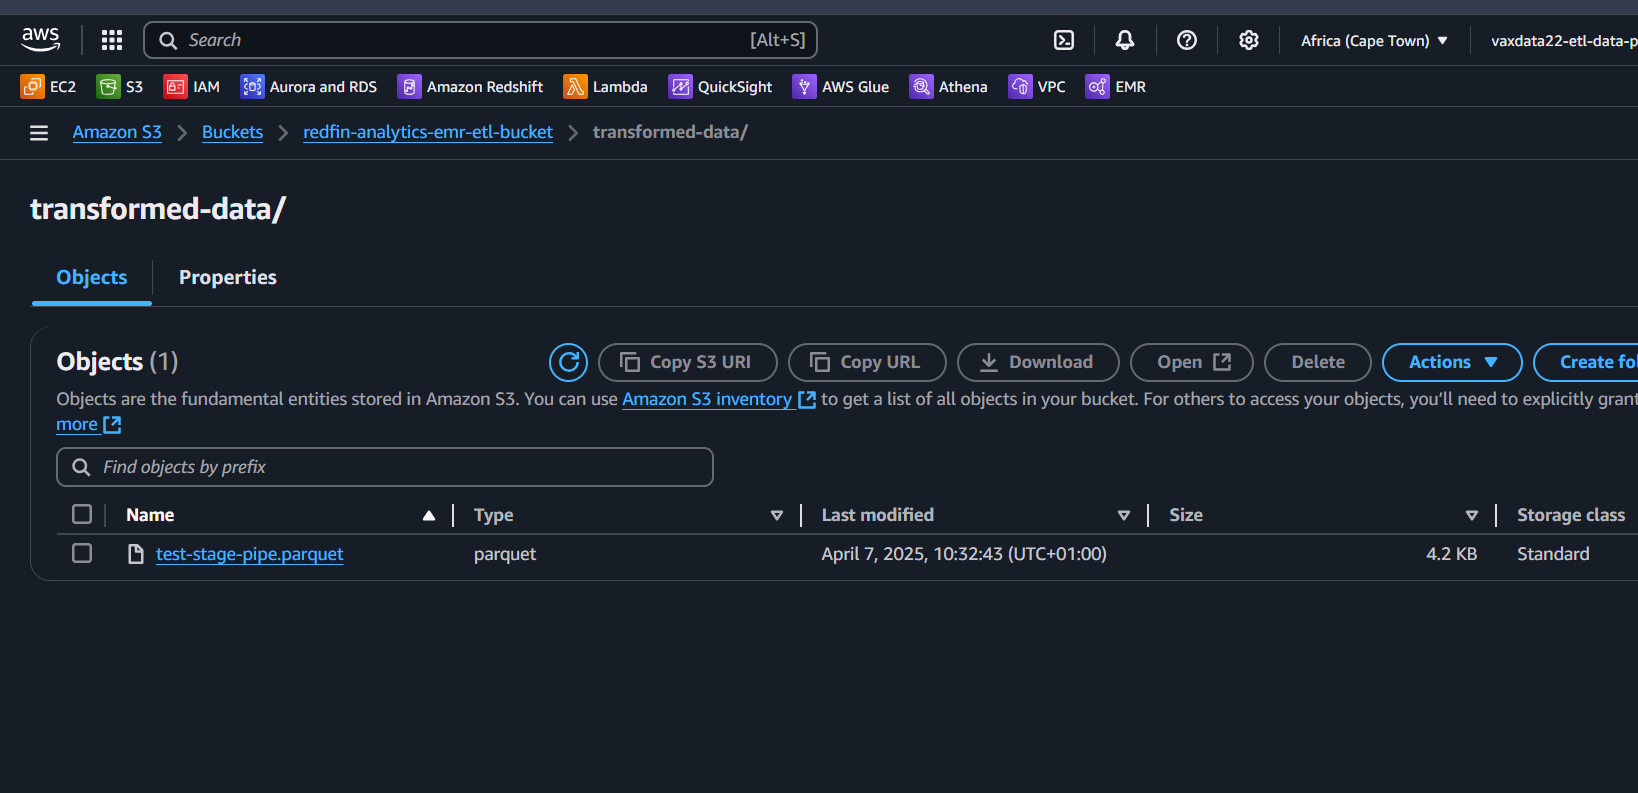 aws Search [Alt+S] Africa (Cape Town) vaxdata22-etl-data-p
EC2 S3 IAM Aurora and RDS Amazon Redshift Lambda QuickSight AWS Glue Athena VPC EMR
Amazon S3 Buckets redfin-analytics-emr-etl-bucket transformed-data/
transformed-data/
Objects Properties
Objects (1) Copy S3 URI Copy URL Download Open Delete Actions Create fol
Objects are the fundamental entities stored in Amazon S3. You can use Amazon S3 inventory to get a list of all objects in your bucket. For others to access your objects, you'll need to explicitly grant
more
Find objects by prefix
Name Type Last modified Size Storage class
test-stage-pipe.parquet parquet April 7, 2025, 10:32:43 (UTC+01:00) 4.2 KB Standard